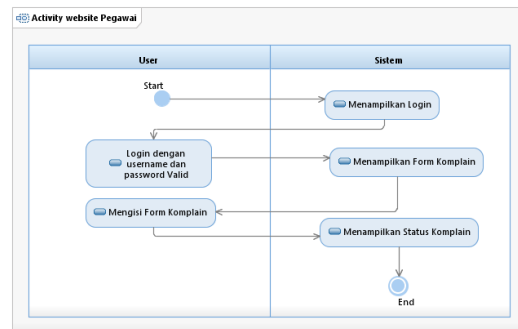 Activity website Pegawai
User
Sistem
Start
Menampilkan Login
Login dengan
username dan
password Valid
Menampilkan Form Komplain
Mengisi Form Komplain
Menampilkan Status Komplain
End